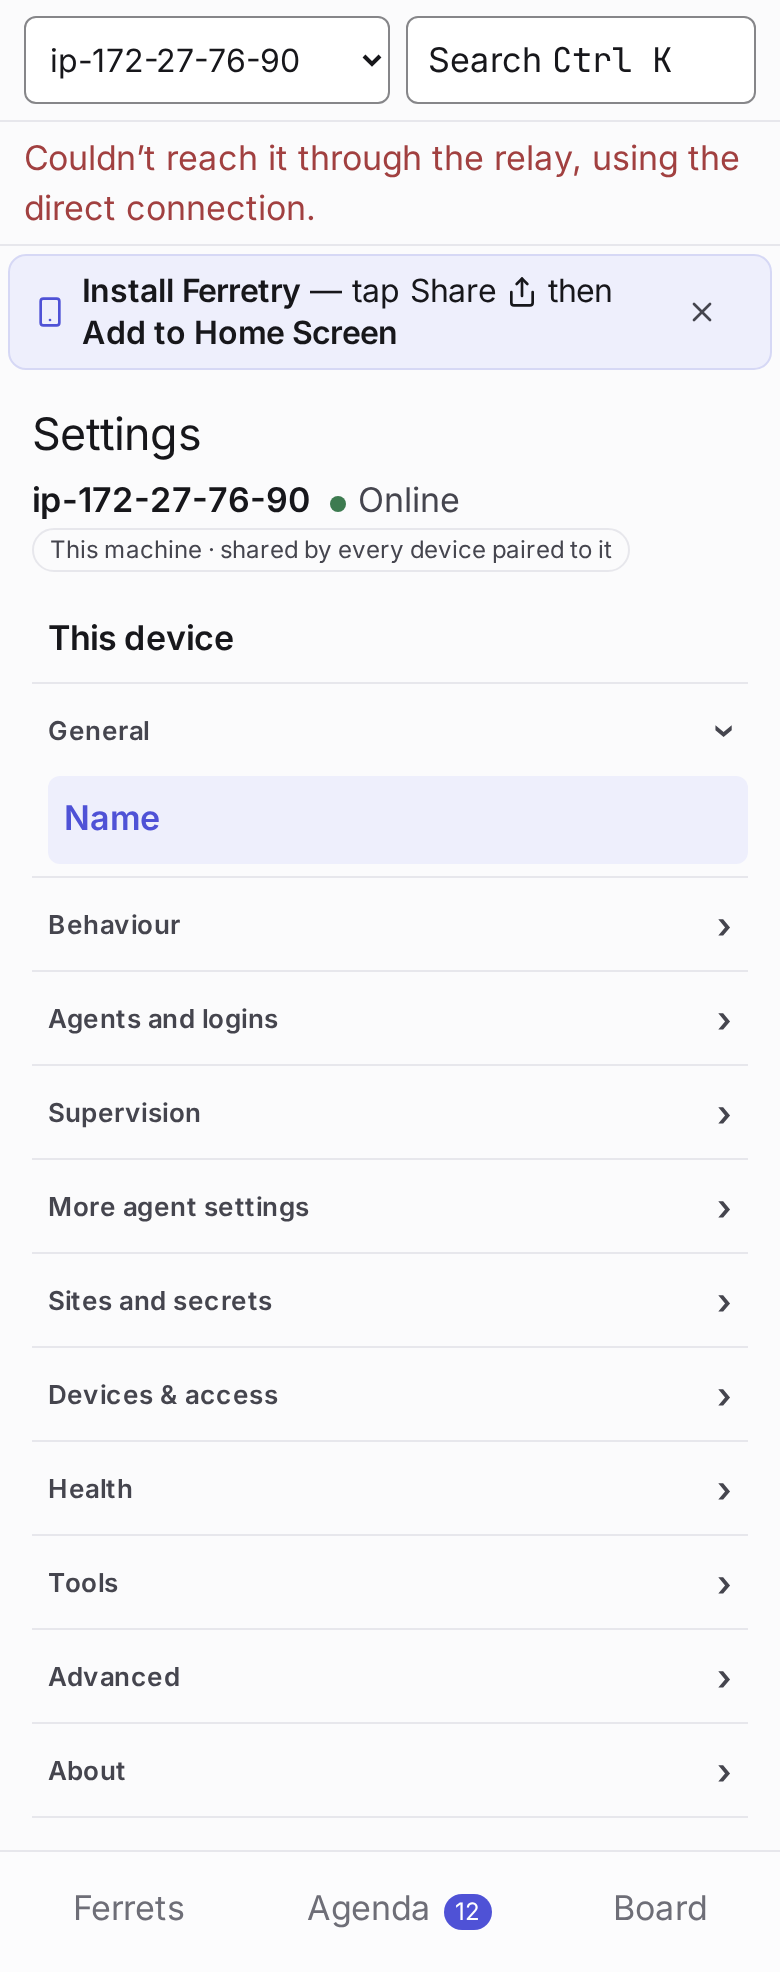 ip-172-27-76-90
Search Ctrl K
Couldn’t reach it through the relay, using the
direct connection.
Install Ferretry — tap Share then
Add to Home Screen
Settings
ip-172-27-76-90 Online
This machine · shared by every device paired to it
This device
General
Name
Behaviour
Agents and logins
Supervision
More agent settings
Sites and secrets
Devices & access
Health
Tools
Advanced
About
Ferrets Agenda 12 Board